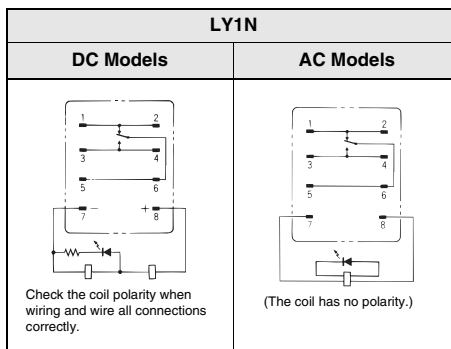 LY1N
DC Models
AC Models
1 2
3 4
5 6
7 − + 8
Check the coil polarity when
wiring and wire all connections
correctly.
1 2
3 4
5 6
7 8
(The coil has no polarity.)